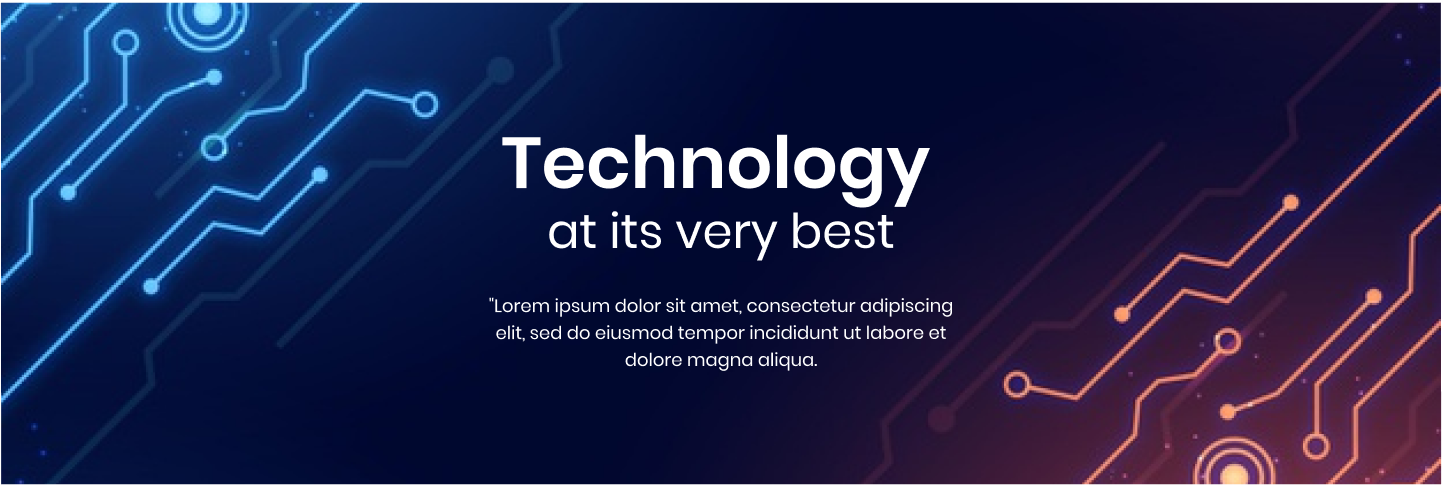 Technology
at its very best
"Lorem ipsum dolor sit amet, consectetur adipiscing
elit, sed do eiusmod tempor incididunt ut labore et
dolore magna aliqua.